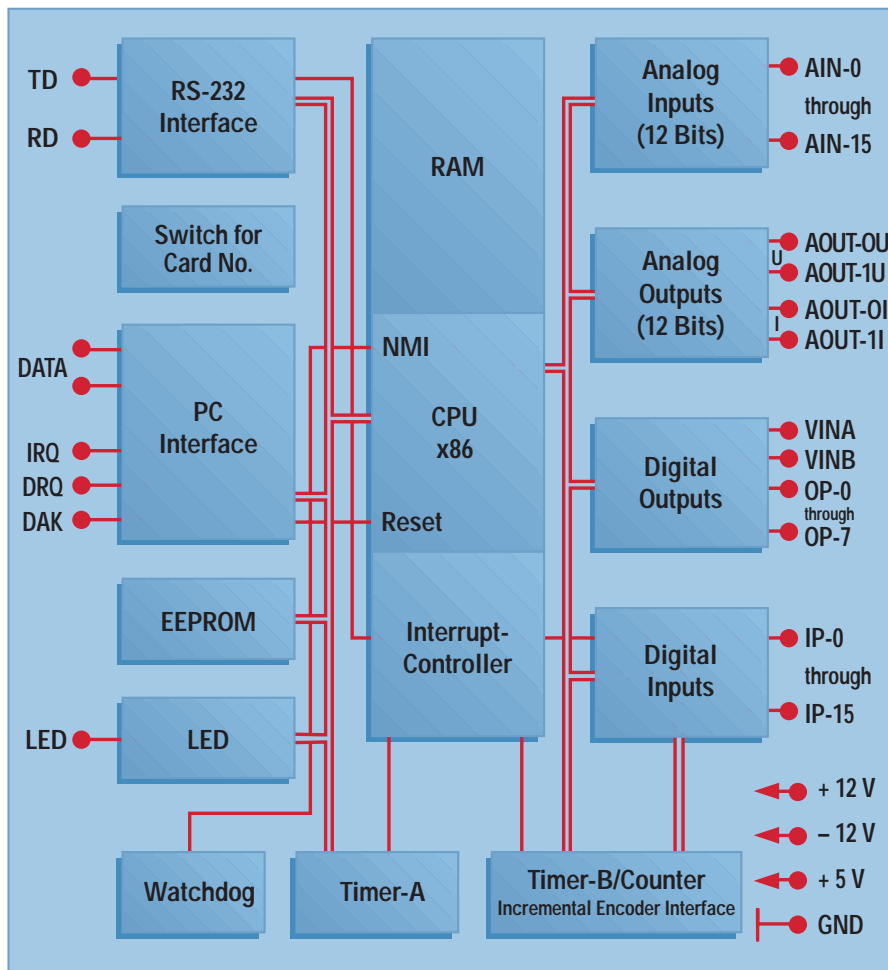 TD
RD
RS-232
Interface
Switch for
Card No.
DATA
IRQ
DRQ
DAK
PC
Interface
EEPROM
LED
LED
Watchdog
Timer-A
RAM
NMI
CPU
x86
Reset
Interrupt-
Controller
Analog
Inputs
(12 Bits)
AIN-0
through
AIN-15
Analog
Outputs
(12 Bits)
U
I
AOUT-OU
AOUT-1U
AOUT-OI
AOUT-1I
Digital
Outputs
VINA
VINB
OP-0
through
OP-7
Digital
Inputs
IP-0
through
IP-15
Timer-B/Counter
Incremental Encoder Interface
+ 12 V
– 12 V
+ 5 V
GND